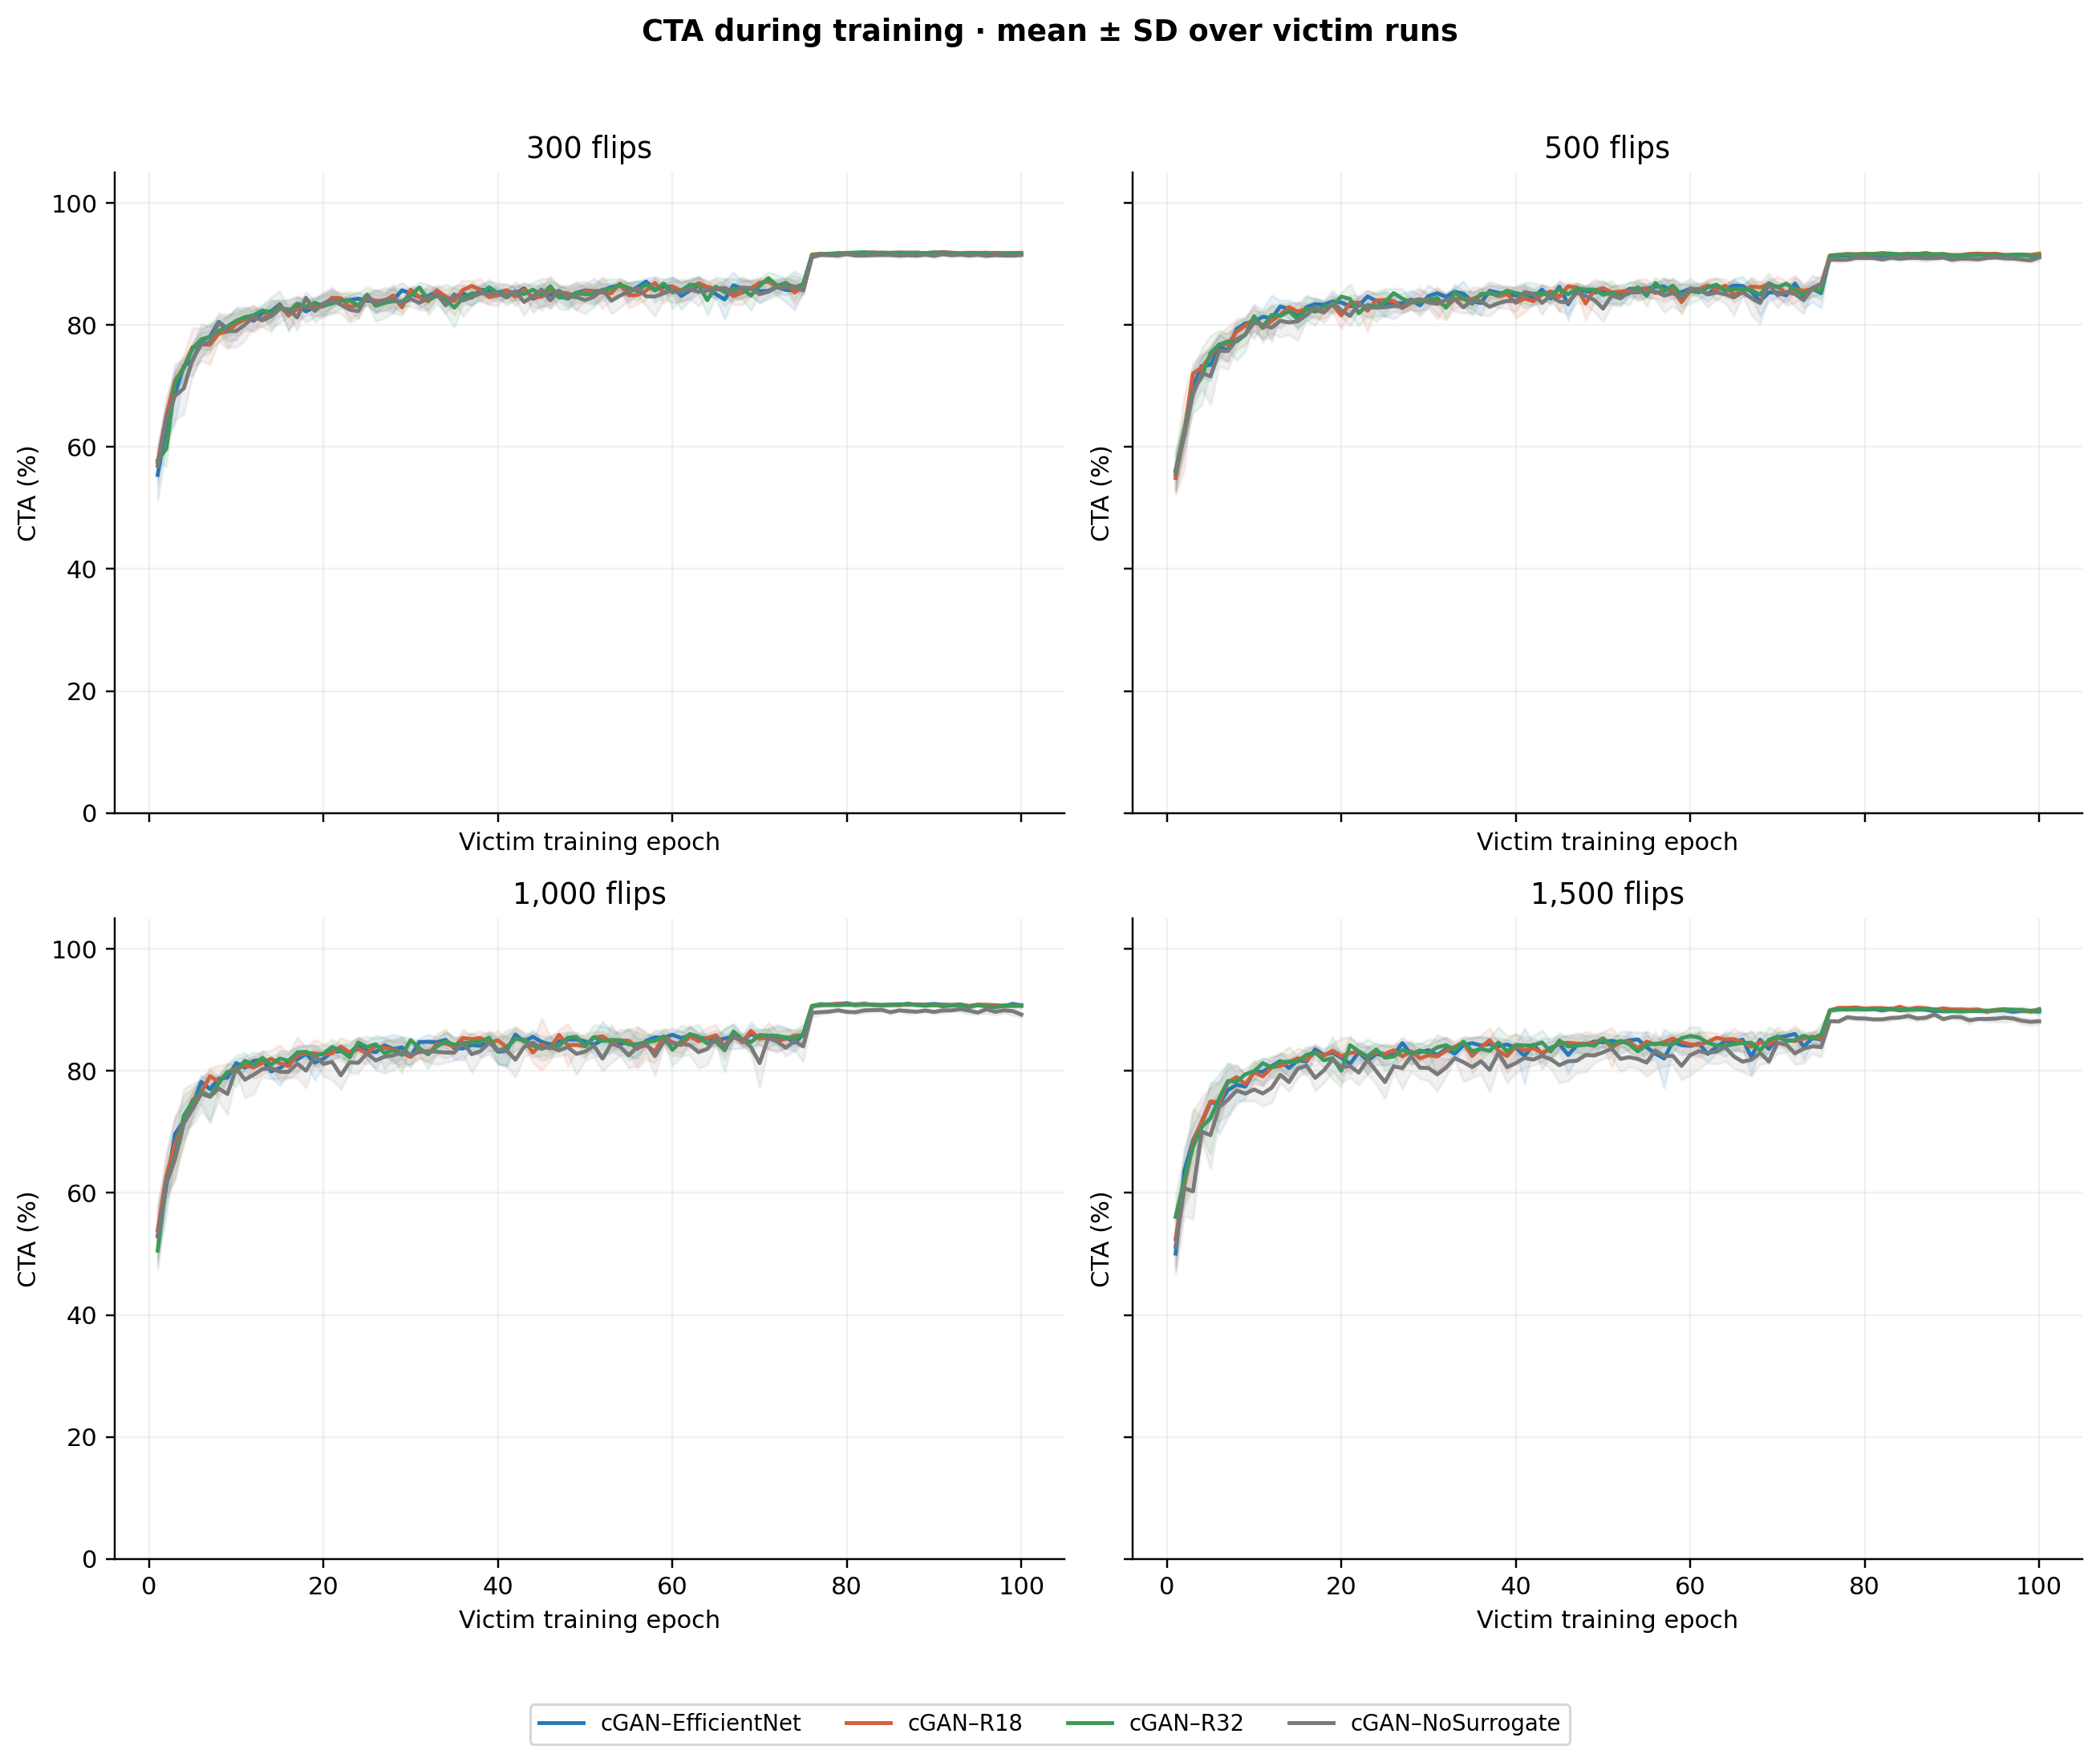 CTA during training · mean ± SD over victim runs
300 flips
100
80
60
40
20
0
CTA (%)
Victim training epoch
500 flips
CTA (%)
Victim training epoch
1,000 flips
100
80
60
40
20
0
CTA (%)
0 20 40 60 80 100
Victim training epoch
1,500 flips
CTA (%)
0 20 40 60 80 100
Victim training epoch
cGAN–EfficientNet cGAN–R18 cGAN–R32 cGAN–NoSurrogate